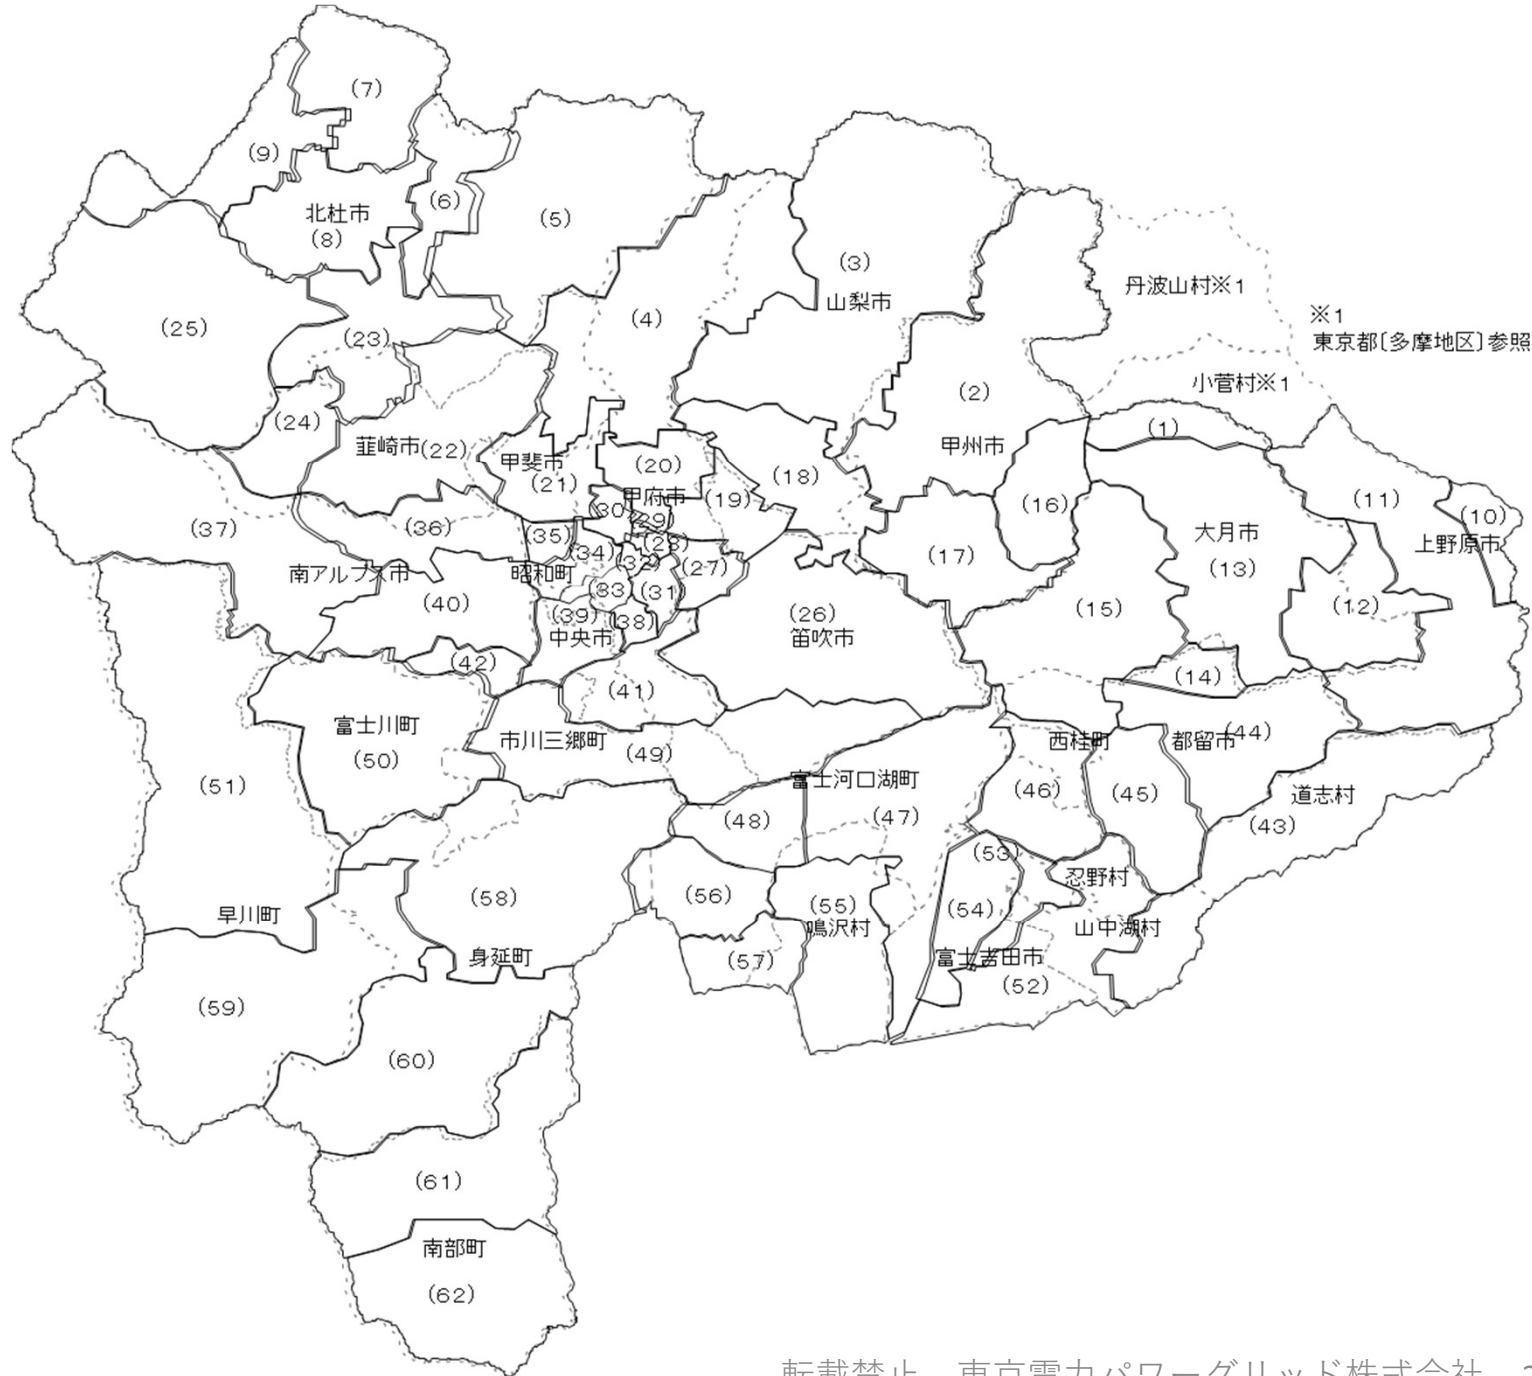 (7)
(9)
(6)
北杜市
(8)
(5)
(3)
山梨市
丹波山村※1
※1
東京都〔多摩地区〕参照
(25)
(4)
(23)
小菅村※1
(2)
(24)
(1)
韮崎市(22)
甲州市
甲斐市
(21)
(20)
(18)
甲府市
(19)
(16)
(11)
(10)
(37)
(36)
(30)
(29)
大月市
上野原市
(35)
(34)
(28)
(17)
南アルプス市
昭和町
(32)
(27)
(13)
(40)
(33)
(31)
(15)
(12)
(39)
(38)
(26)
中央市
笛吹市
(42)
(41)
(14)
富士川町
市川三郷町
(49)
西桂町
都留市(44)
(50)
富士河口湖町
(51)
(46)
(45)
道志村
(48)
(47)
(43)
(53)
忍野村
(58)
(56)
(55)
(54)
早川町
鳴沢村
山中湖村
身延町
(57)
富士吉田市
(52)
(59)
(60)
(61)
南部町
(62)
転載禁止 東京電力パワーグリッド株式会社